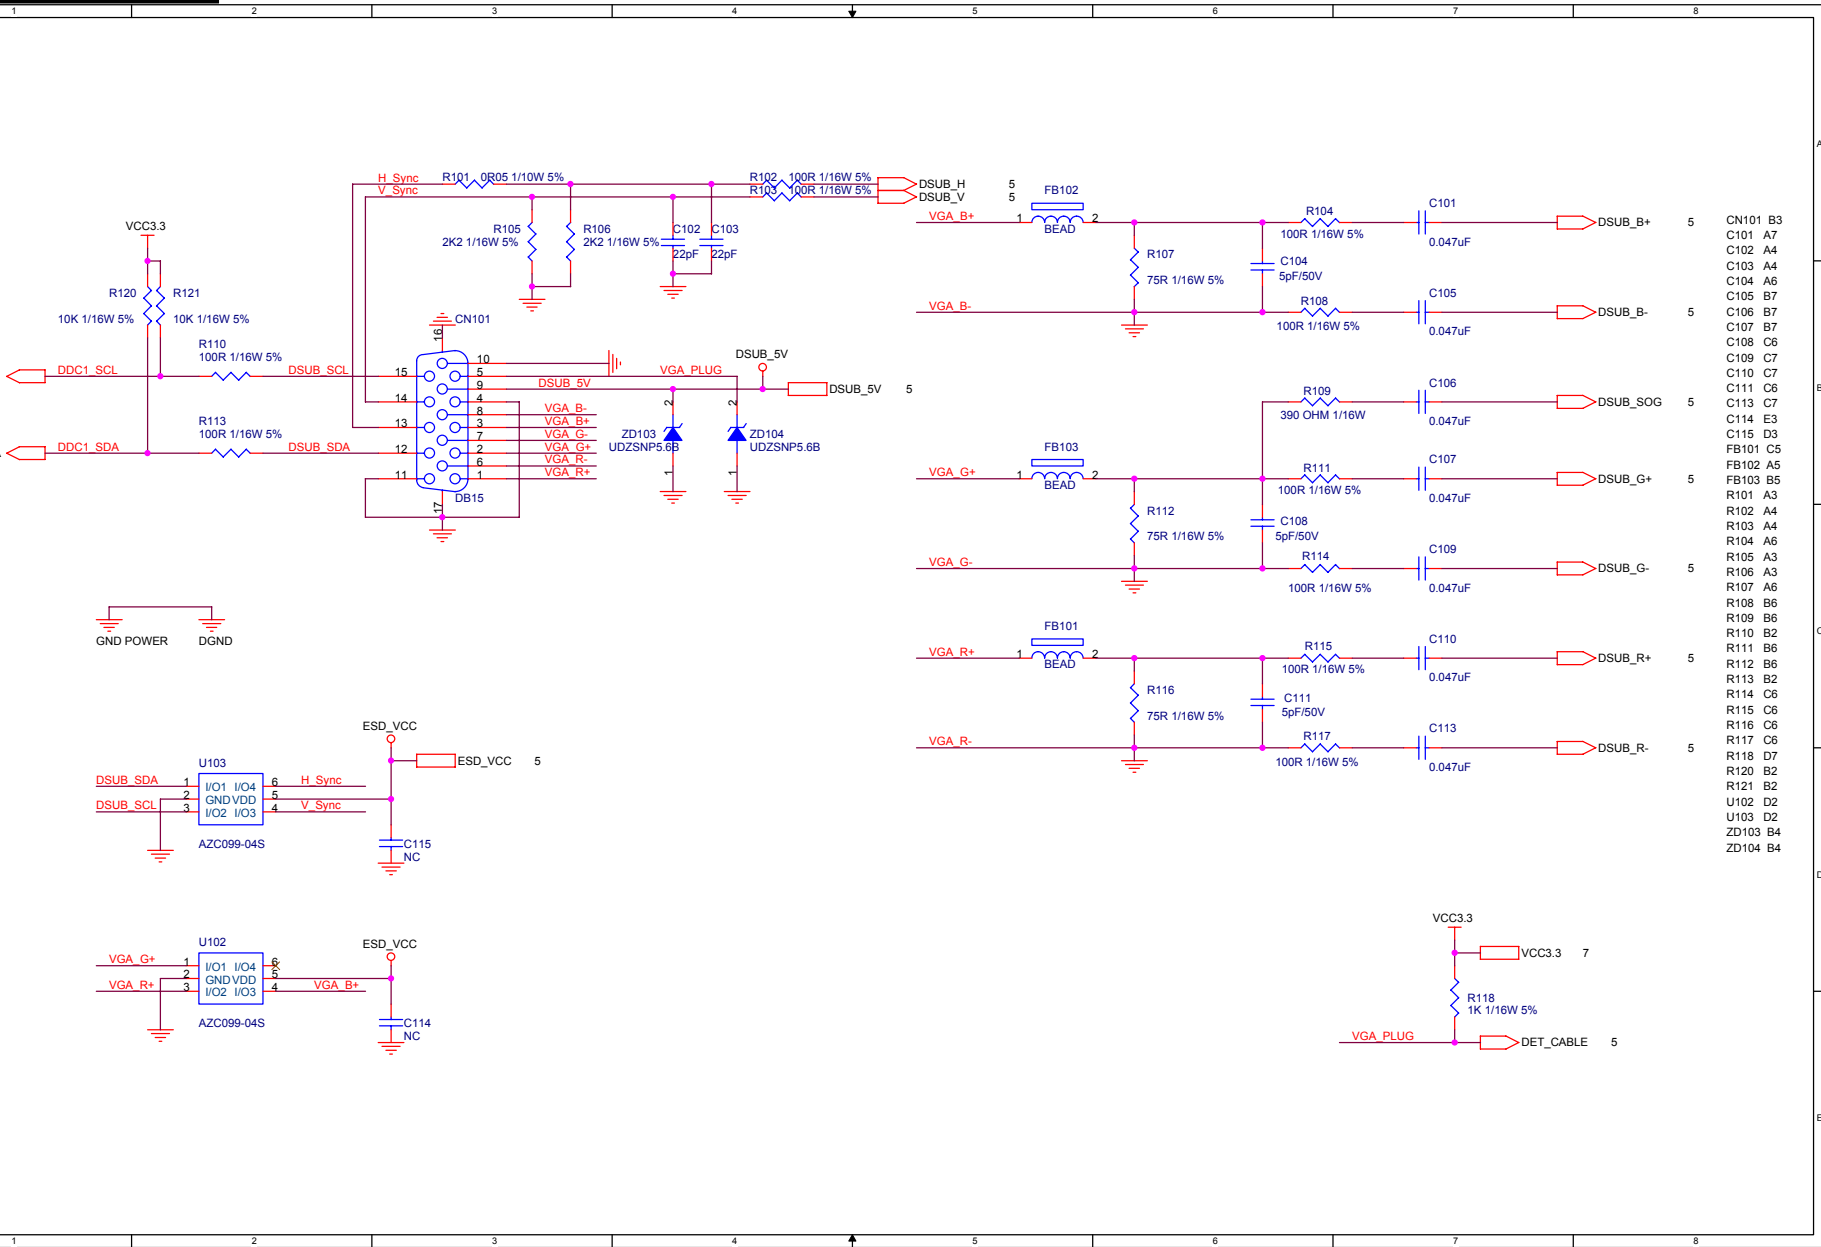 1 2 3 4 5 6 7 8
A
H_Sync R101 0R05 1/10W 5% R102 100R 1/16W 5% DSUB_H 5
V_Sync R103 100R 1/16W 5% DSUB_V 5
R105
2K2 1/16W 5%
R106
2K2 1/16W 5%
C102
22pF
C103
22pF
VCC3.3
R120
10K 1/16W 5%
R121
10K 1/16W 5%
R110
100R 1/16W 5%
DDC1_SCL DSUB_SCL
R113
100R 1/16W 5%
DDC1_SDA DSUB_SDA
CN101
16
15
14
13
12
11
10
5
9
4
8
3
7
2
6
1
17
DB15
VGA_PLUG
DSUB_5V
VGA_B-
VGA_B+
VGA_G-
VGA_G+
VGA_R-
VGA_R+
DSUB_5V
DSUB_5V 5
2
ZD103
UDZSNP5.6B
1
2
ZD104
UDZSNP5.6B
1
GND POWER DGND
FB102
VGA_B+ 1 2
BEAD
R107
75R 1/16W 5%
C104
5pF/50V
R104
100R 1/16W 5%
C101
0.047uF
DSUB_B+ 5
VGA_B-
R108
100R 1/16W 5%
C105
0.047uF
DSUB_B- 5
B
R109
390 OHM 1/16W
C106
0.047uF
DSUB_SOG 5
FB103
VGA_G+ 1 2
BEAD
R111
100R 1/16W 5%
C107
0.047uF
DSUB_G+ 5
R112
75R 1/16W 5%
C108
5pF/50V
VGA_G-
R114
100R 1/16W 5%
C109
0.047uF
DSUB_G- 5
C
FB101
VGA_R+ 1 2
BEAD
R115
100R 1/16W 5%
C110
0.047uF
DSUB_R+ 5
R116
75R 1/16W 5%
C111
5pF/50V
VGA_R-
R117
100R 1/16W 5%
C113
0.047uF
DSUB_R- 5
CN101 B3
C101 A7
C102 A4
C103 A4
C104 A6
C105 B7
C106 B7
C107 B7
C108 C6
C109 C7
C110 C7
C111 C6
C113 C7
C114 E3
C115 D3
FB101 C5
FB102 A5
FB103 B5
R101 A3
R102 A4
R103 A4
R104 A6
R105 A3
R106 A3
R107 A6
R108 B6
R109 B6
R110 B2
R111 B6
R112 B6
R113 B2
R114 C6
R115 C6
R116 C6
R117 C6
R118 D7
R120 B2
R121 B2
U102 D2
U103 D2
ZD103 B4
ZD104 B4
ESD_VCC
ESD_VCC 5
U103
DSUB_SDA 1 I/O1 I/O4 6 H_Sync
2 GND VDD 5
DSUB_SCL 3 I/O2 I/O3 4 V_Sync
AZC099-04S
C115
NC
D
U102
ESD_VCC
VGA_G+ 1 I/O1 I/O4 6
2 GND VDD 5
VGA_R+ 3 I/O2 I/O3 4 VGA_B+
AZC099-04S
C114
NC
VCC3.3
VCC3.3 7
R118
1K 1/16W 5%
VGA_PLUG DET_CABLE 5
E
1 2 3 4 5 6 7 8